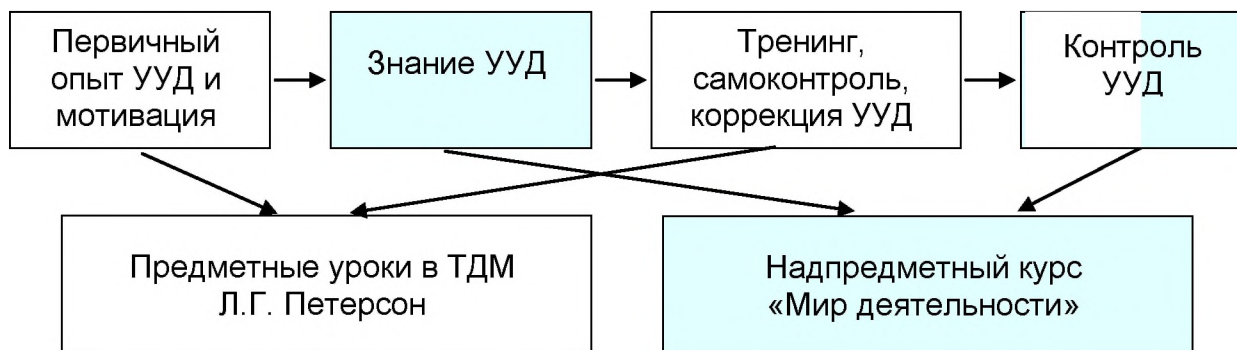 Первичный
опыт УУД и
мотивация
Знание УУД
Тренинг,
самоконтроль,
коррекция УУД
Контроль
УУД
Предметные уроки в ТДМ
Л.Г. Петерсон
Надпредметный курс
«Мир деятельности»